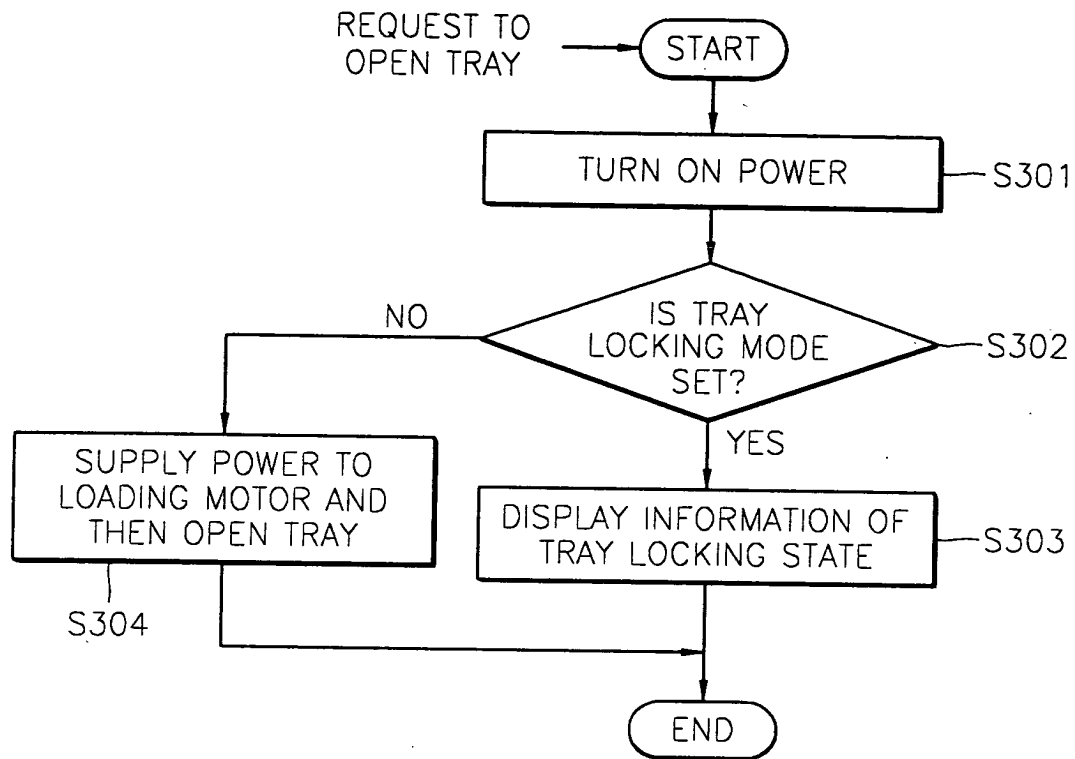 REQUEST TO
OPEN TRAY
START
TURN ON POWER
S301
IS TRAY
LOCKING MODE
SET?
S302
NO
YES
SUPPLY POWER TO
LOADING MOTOR AND
THEN OPEN TRAY
S304
DISPLAY INFORMATION OF
TRAY LOCKING STATE
S303
END